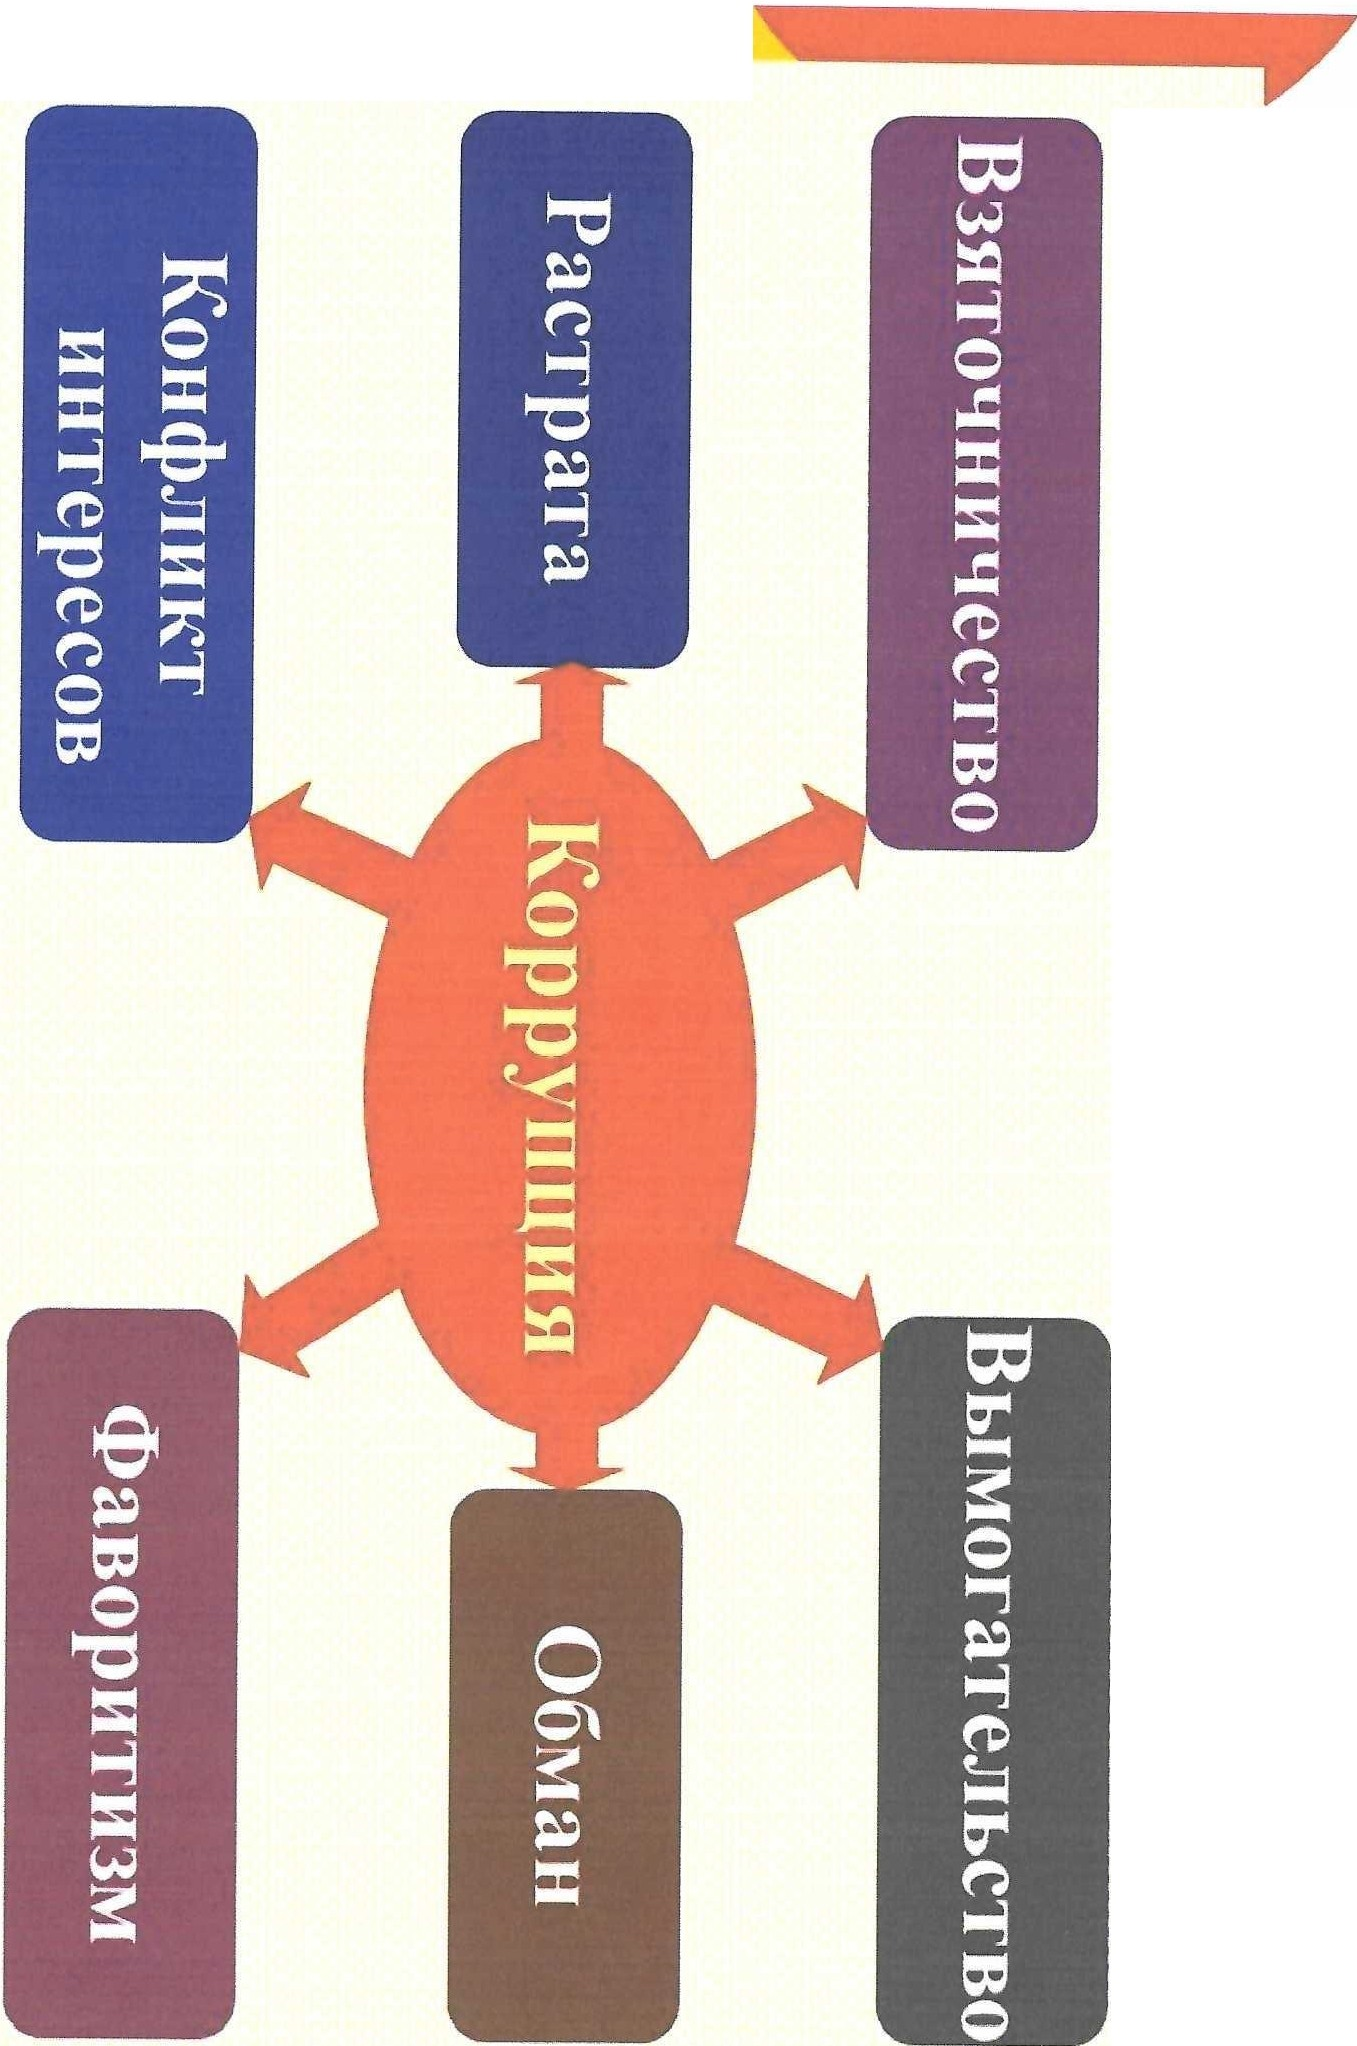 Взяточничество
Вымогательство
Растрата
Коррупция
Обман
Конфликт
интересов
Фаворитизм